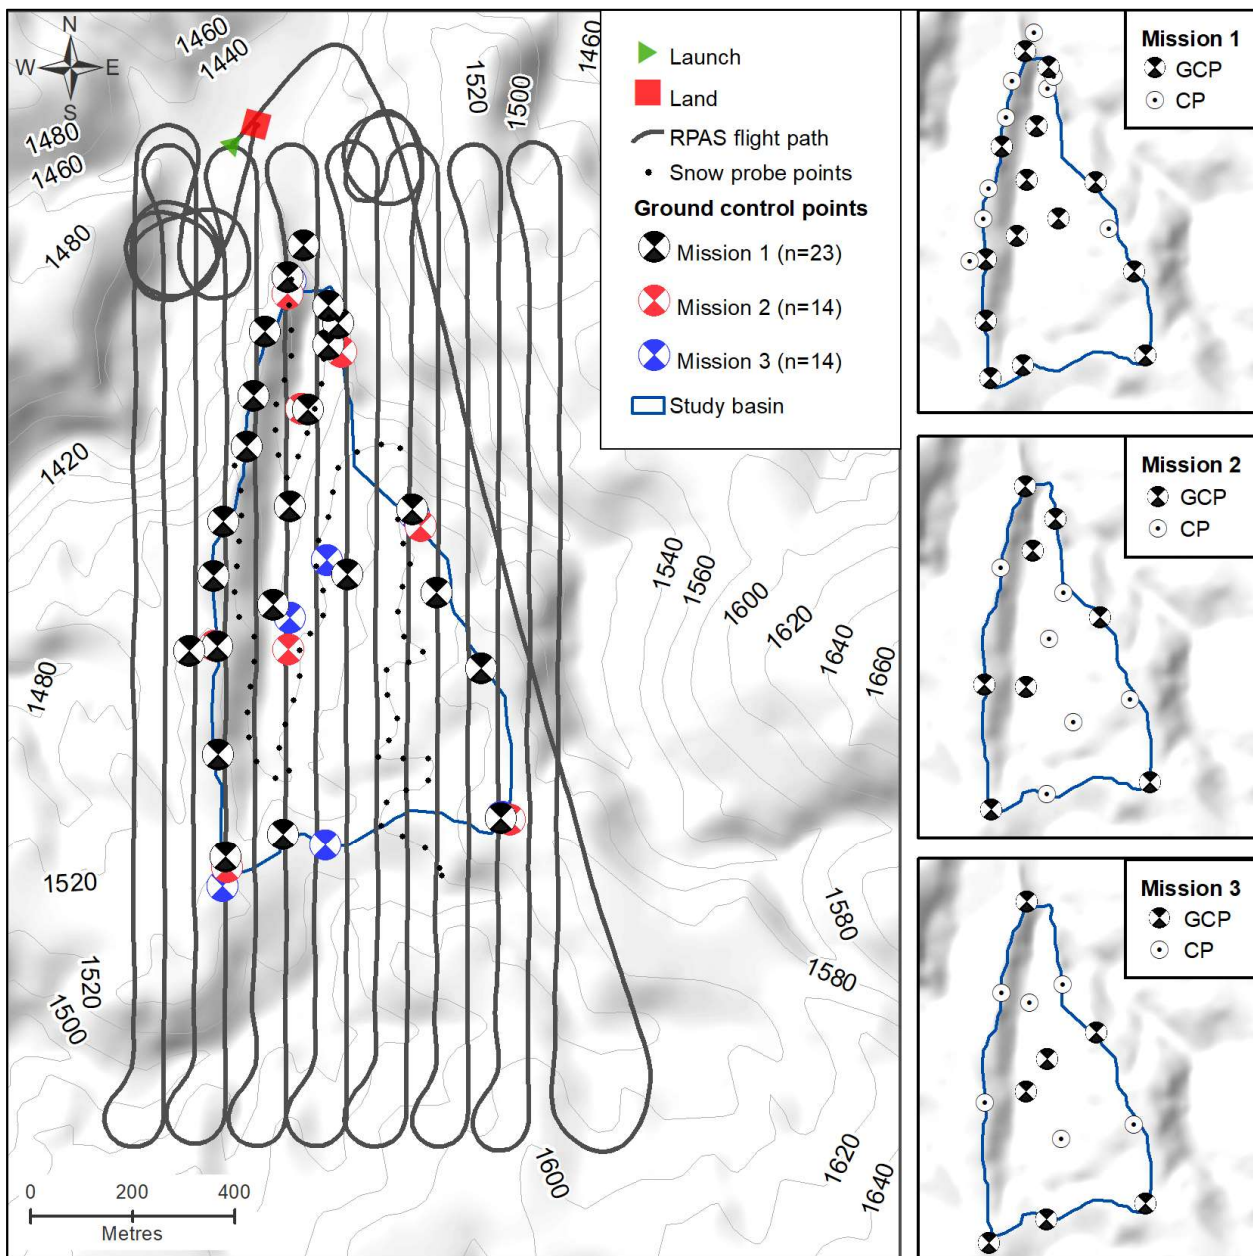 N
W E
S
1460
1440
1480
1460
1480
1420
1480
1520
1520
1500
1520
1500
1460
1540
1560
1600
1620
1640
1660
1580
1580
1600
1620
1640
0 200 400
Metres
Launch
Land
RPAS flight path
Snow probe points
Ground control points
Mission 1 (n=23)
Mission 2 (n=14)
Mission 3 (n=14)
Study basin
Mission 1
GCP
CP
Mission 2
GCP
CP
Mission 3
GCP
CP